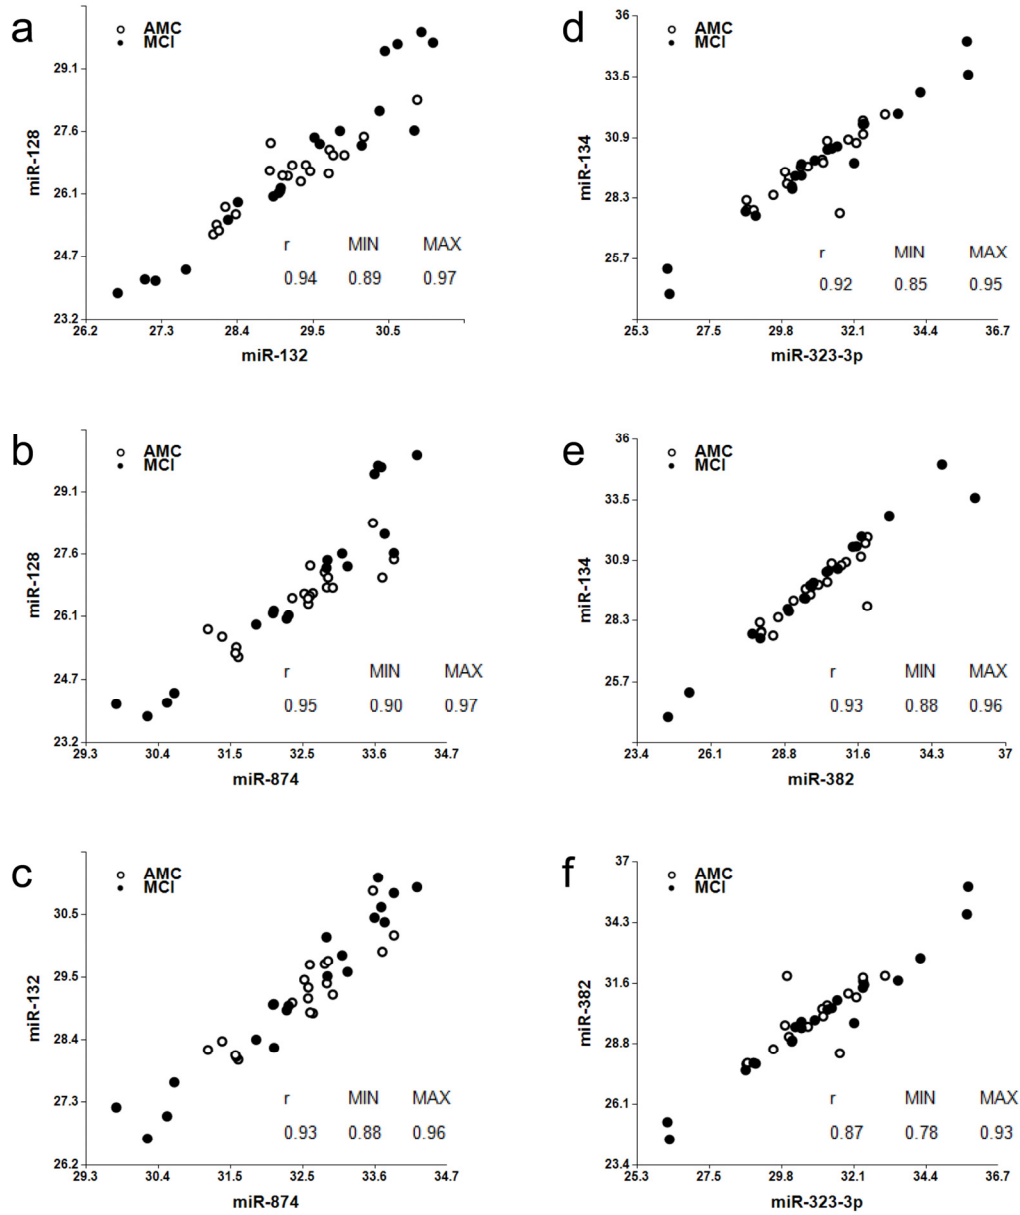 a
AMC
MCI
29.1
27.6
26.1
24.7
23.2
miR-128
r MIN MAX
0.94 0.89 0.97
26.2 27.3 28.4 29.5 30.5
miR-132
d
AMC
MCI
36
33.5
30.9
28.3
25.7
miR-134
r MIN MAX
0.92 0.85 0.95
25.3 27.5 29.8 32.1 34.4 36.7
miR-323-3p
b
AMC
MCI
29.1
27.6
26.1
24.7
23.2
miR-128
r MIN MAX
0.95 0.90 0.97
29.3 30.4 31.5 32.5 33.6 34.7
miR-874
e
AMC
MCI
36
33.5
30.9
28.3
25.7
miR-134
r MIN MAX
0.93 0.88 0.96
23.4 26.1 28.8 31.6 34.3 37
miR-382
c
AMC
MCI
30.5
29.5
28.4
27.3
26.2
miR-132
r MIN MAX
0.93 0.88 0.96
29.3 30.4 31.5 32.5 33.6 34.7
miR-874
f
AMC
MCI
37
34.3
31.6
28.8
26.1
23.4
miR-382
r MIN MAX
0.87 0.78 0.93
25.3 27.5 29.8 32.1 34.4 36.7
miR-323-3p